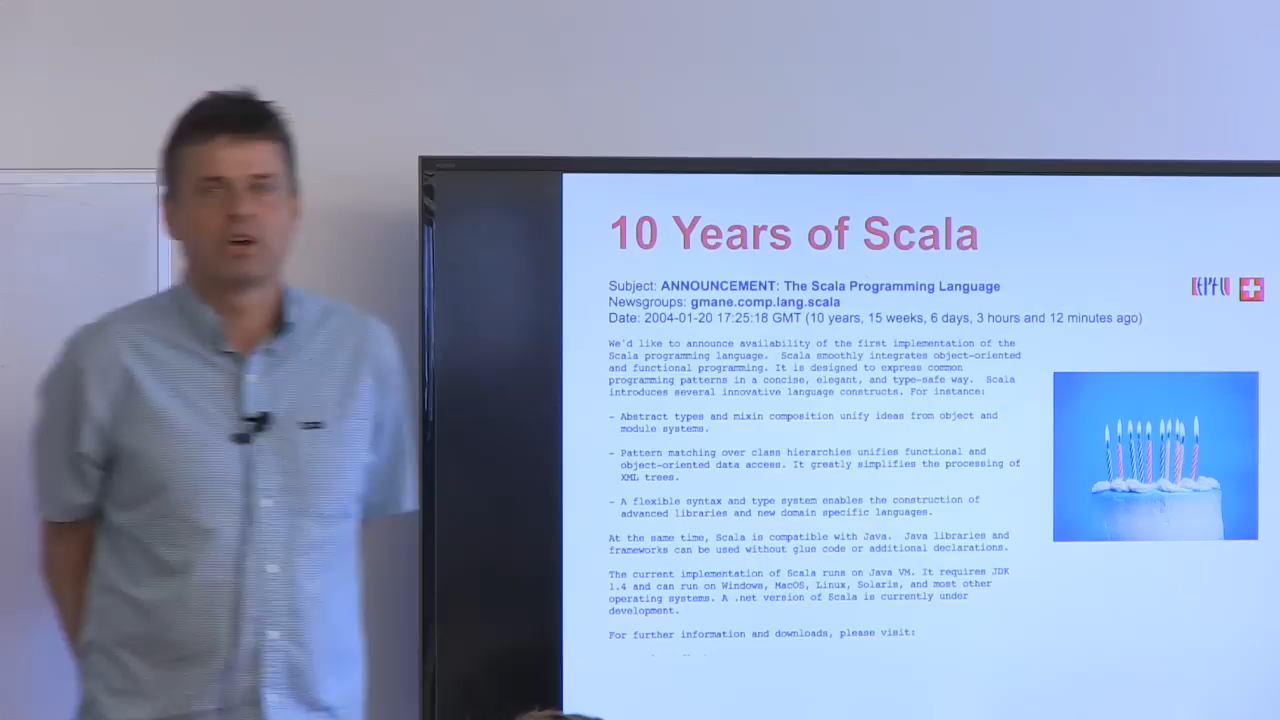 10 Years of Scala
Subject: ANNOUNCEMENT: The Scala Programming Language
Newsgroups: gmane.comp.lang.scala
Date: 2004-01-20 17:25:18 GMT (10 years, 15 weeks, 6 days, 3 hours and 12 minutes ago)
EPFL
We'd like to announce availability of the first implementation of the
Scala programming language. Scala smoothly integrates object-oriented
and functional programming. It is designed to express common
programming patterns in a concise, elegant, and type-safe way. Scala
introduces several innovative language constructs. For instance:
- Abstract types and mixin composition unify ideas from object and
module systems.
- Pattern matching over class hierarchies unifies functional and
object-oriented data access. It greatly simplifies the processing of
XML trees.
- A flexible syntax and type system enables the construction of
advanced libraries and new domain specific languages.
At the same time, Scala is compatible with Java. Java libraries and
frameworks can be used without glue code or additional declarations.
The current implementation of Scala runs on Java VM. It requires JDK
1.4 and can run on Windows, MacOS, Linux, Solaris, and most other
operating systems. A .net version of Scala is currently under
development.
For further information and downloads, please visit: